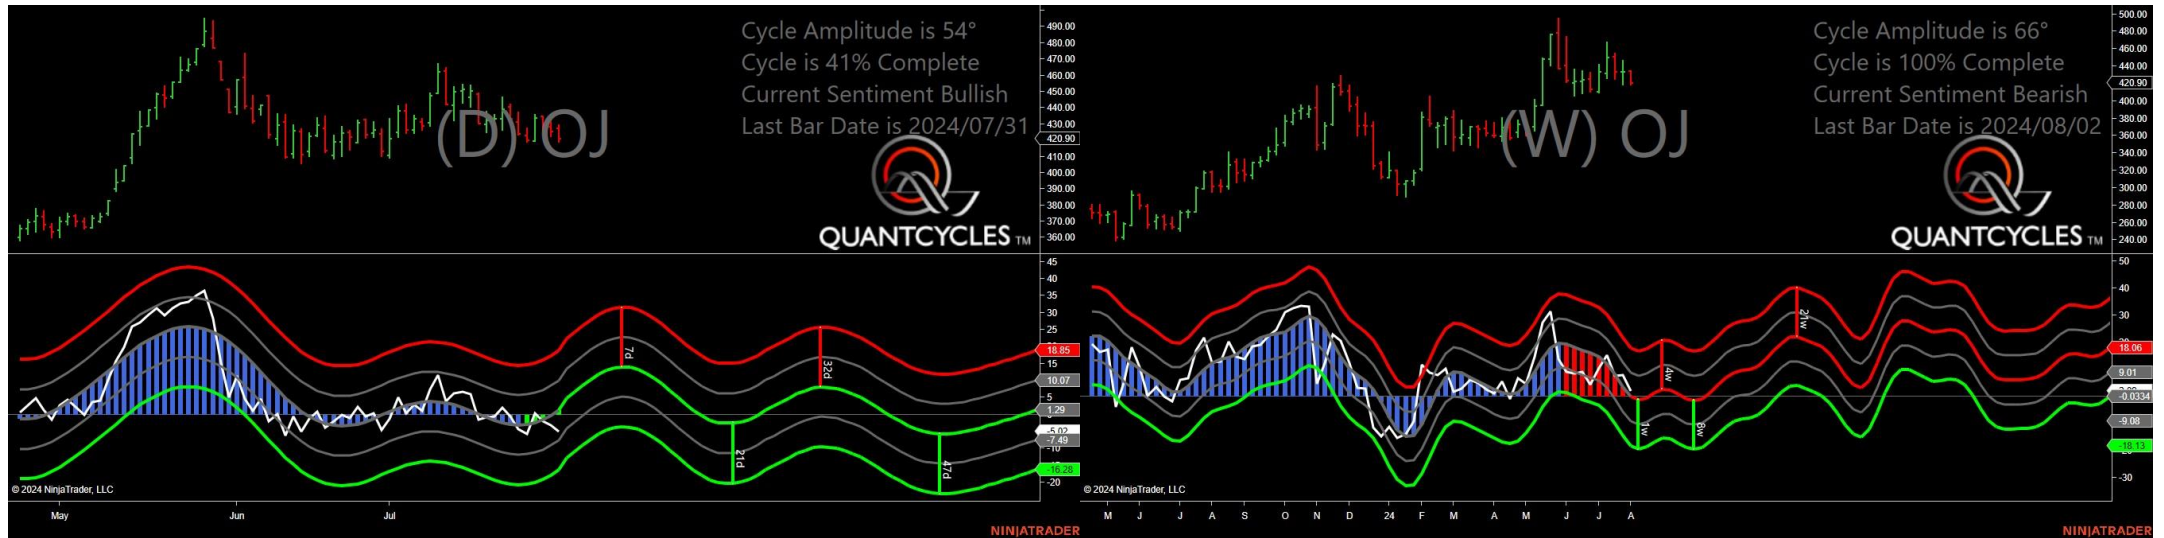 Cycle Amplitude is 54°
Cycle is 41% Complete
Current Sentiment Bullish
Last Bar Date is 2024/07/31
(D) OJ
QUANTCYCLES TM
490.00
480.00
470.00
460.00
450.00
440.00
430.00
420.90
410.00
400.00
390.00
380.00
370.00
360.00
45
40
35
30
25
18.85
15
10.07
5
1.29
-5.02
-7.49
-10
-16.28
-20
7d
21d
32d
47d
© 2024 NinjaTrader, LLC
May
Jun
Jul
NINJATRADER
Cycle Amplitude is 66°
Cycle is 100% Complete
Current Sentiment Bearish
Last Bar Date is 2024/08/02
(W) OJ
QUANTCYCLES TM
500.00
480.00
460.00
440.00
420.90
400.00
380.00
360.00
340.00
320.00
300.00
280.00
260.00
240.00
50
40
30
18.06
9.01
-0.0334
-9.08
-18.13
-30
1w
4w
8w
21w
© 2024 NinjaTrader, LLC
M
J
J
A
S
O
N
D
24
F
M
A
M
J
J
A
NINJATRADER